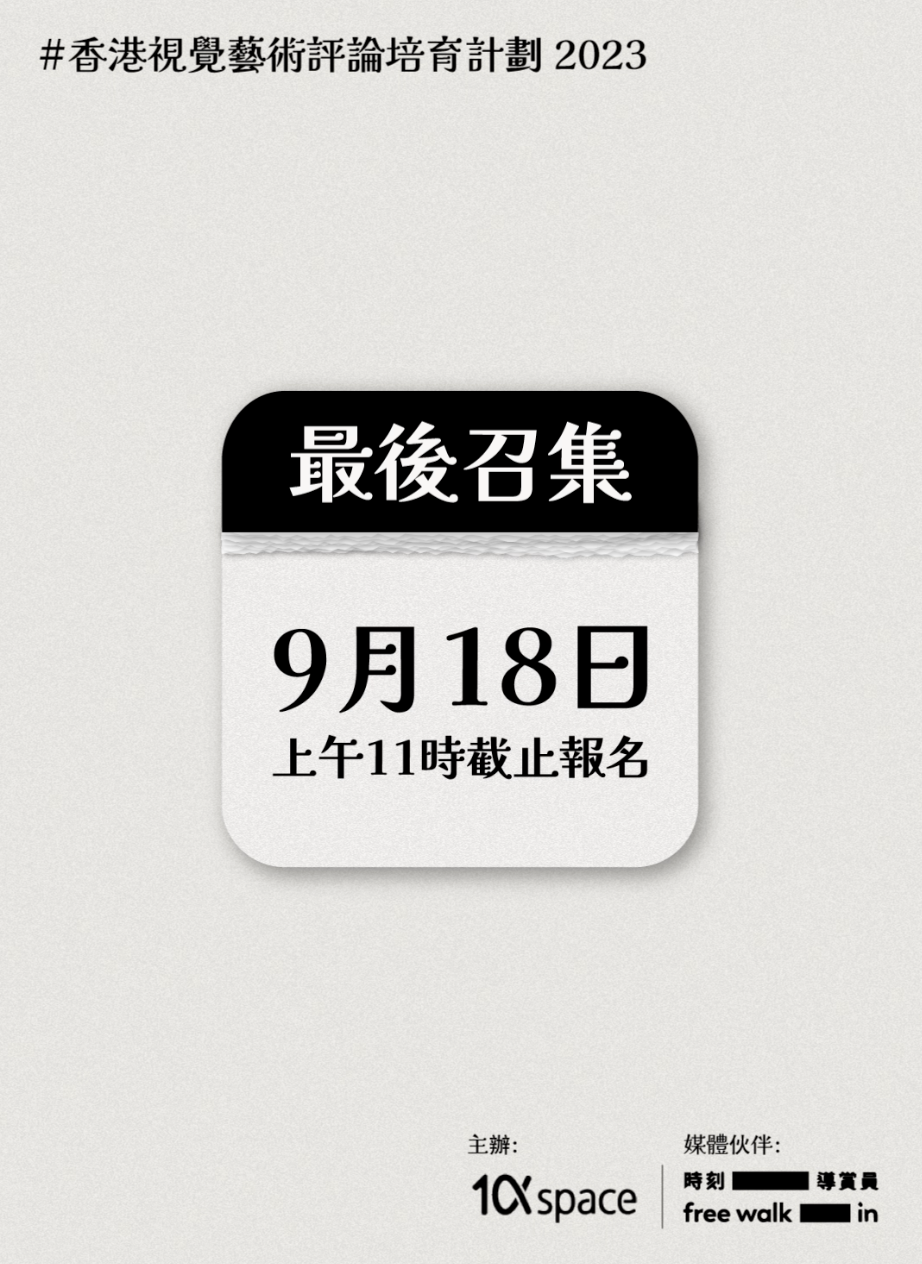 #香港視覺藝術評論培育計劃 2023
最後召集
9月18日
上午11時截止報名
主辦:
1αspace
媒體伙伴:
時刻 導賞員
free walk in